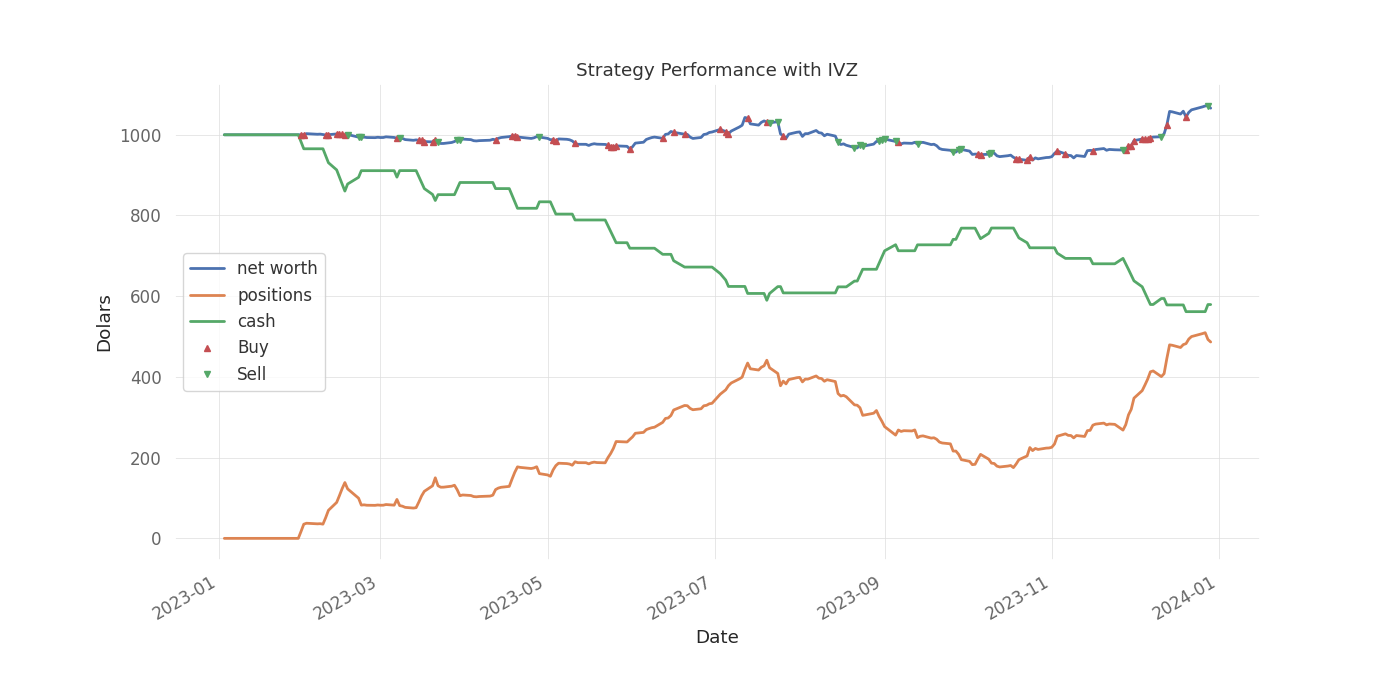 Strategy Performance with IVZ
1000
800
600
400
200
0
Dolars
net worth
positions
cash
Buy
Sell
2023-01
2023-03
2023-05
2023-07
2023-09
2023-11
2024-01
Date